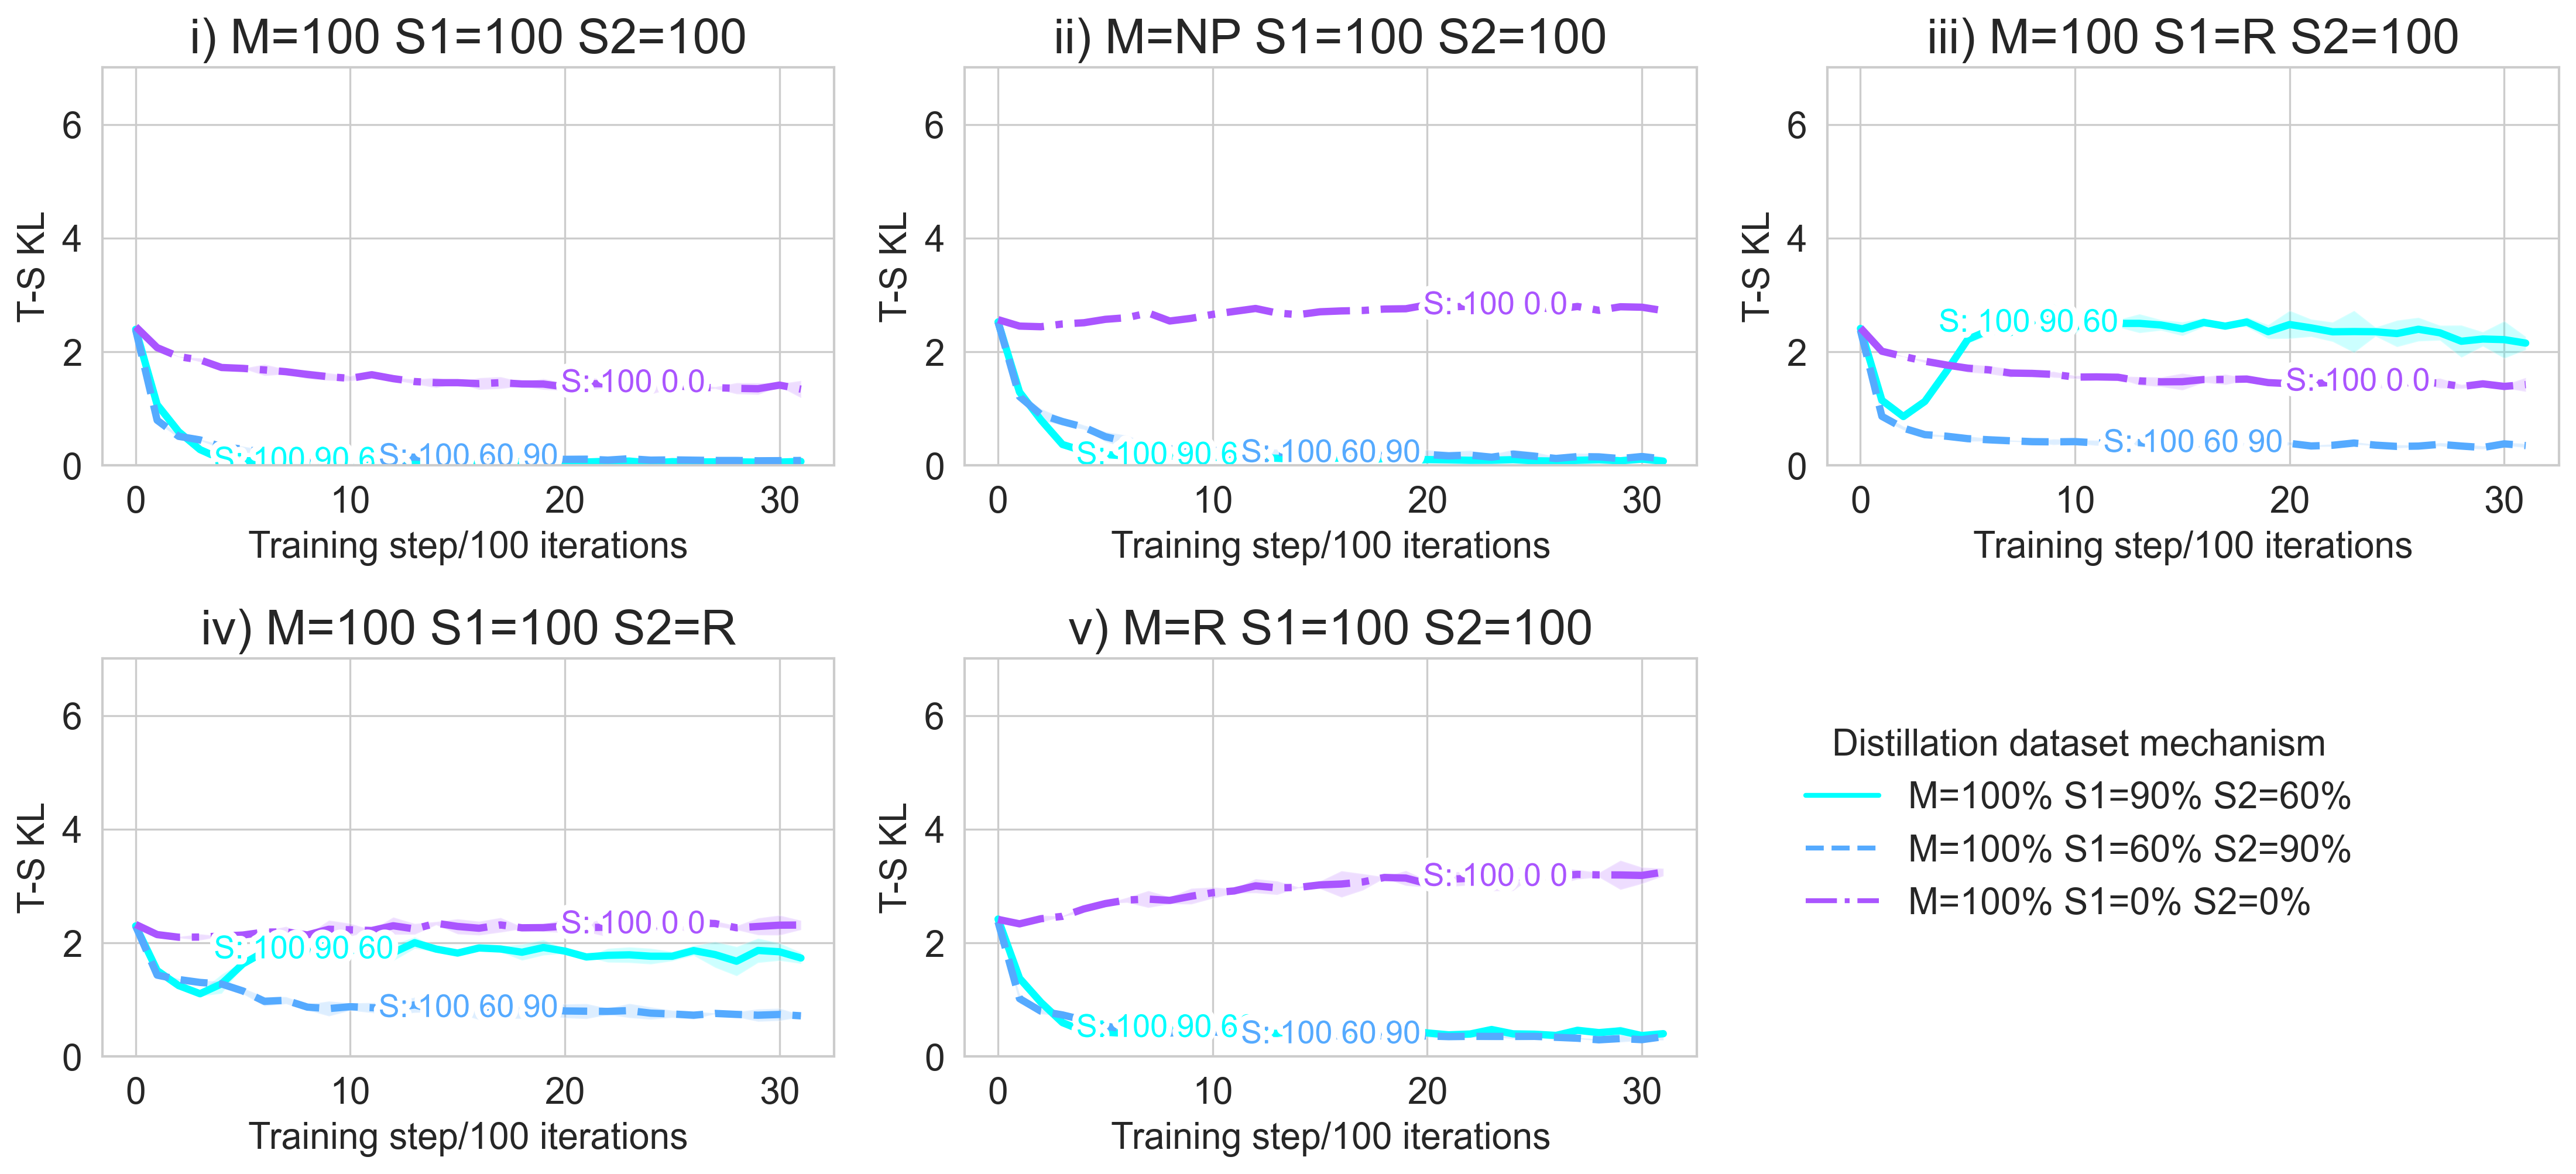 i) M=100 S1=100 S2=100
T-S KL
6
4
2
0
S: 100 0 0
S: 100 90 6
S: 100 60 90
0 10 20 30
Training step/100 iterations
ii) M=NP S1=100 S2=100
T-S KL
6
4
2
0
S: 100 0 0
S: 100 90 6
S: 100 60 90
0 10 20 30
Training step/100 iterations
iii) M=100 S1=R S2=100
T-S KL
6
4
2
0
S: 100 90 60
S: 100 0 0
S: 100 60 90
0 10 20 30
Training step/100 iterations
iv) M=100 S1=100 S2=R
T-S KL
6
4
2
0
S: 100 0 0
S: 100 90 60
S: 100 60 90
0 10 20 30
Training step/100 iterations
v) M=R S1=100 S2=100
T-S KL
6
4
2
0
S: 100 0 0
S: 100 90 6
S: 100 60 90
0 10 20 30
Training step/100 iterations
Distillation dataset mechanism
M=100% S1=90% S2=60%
M=100% S1=60% S2=90%
M=100% S1=0% S2=0%